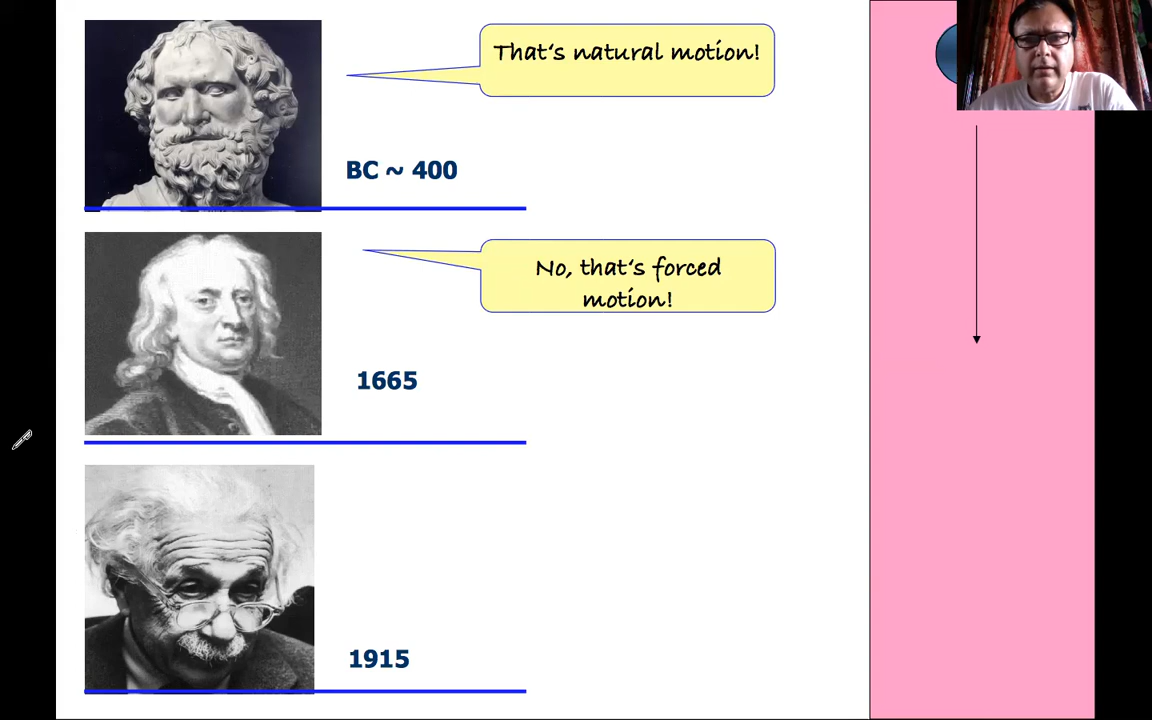 That's natural motion!
BC ~ 400
No, that's forced
motion!
1665
1915